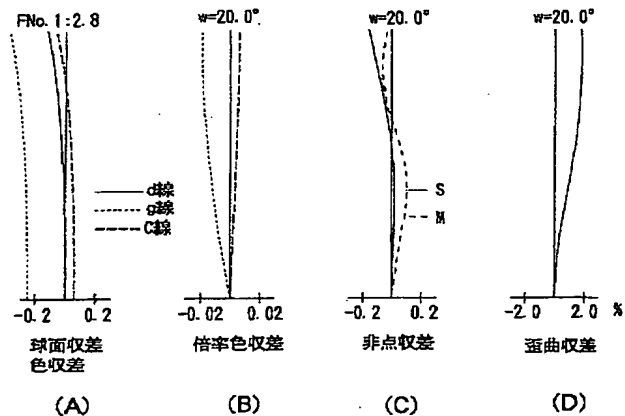 FNo. 1:2.8
w=20.0°
w=20.0°
w=20.0°
d線
g線
C線
S
M
-0.2 0.2
-0.02 0.02
-0.2 0.2
-2.0 2.0 %
球面収差
色収差
倍率色収差
非点収差
歪曲収差
(A)
(B)
(C)
(D)